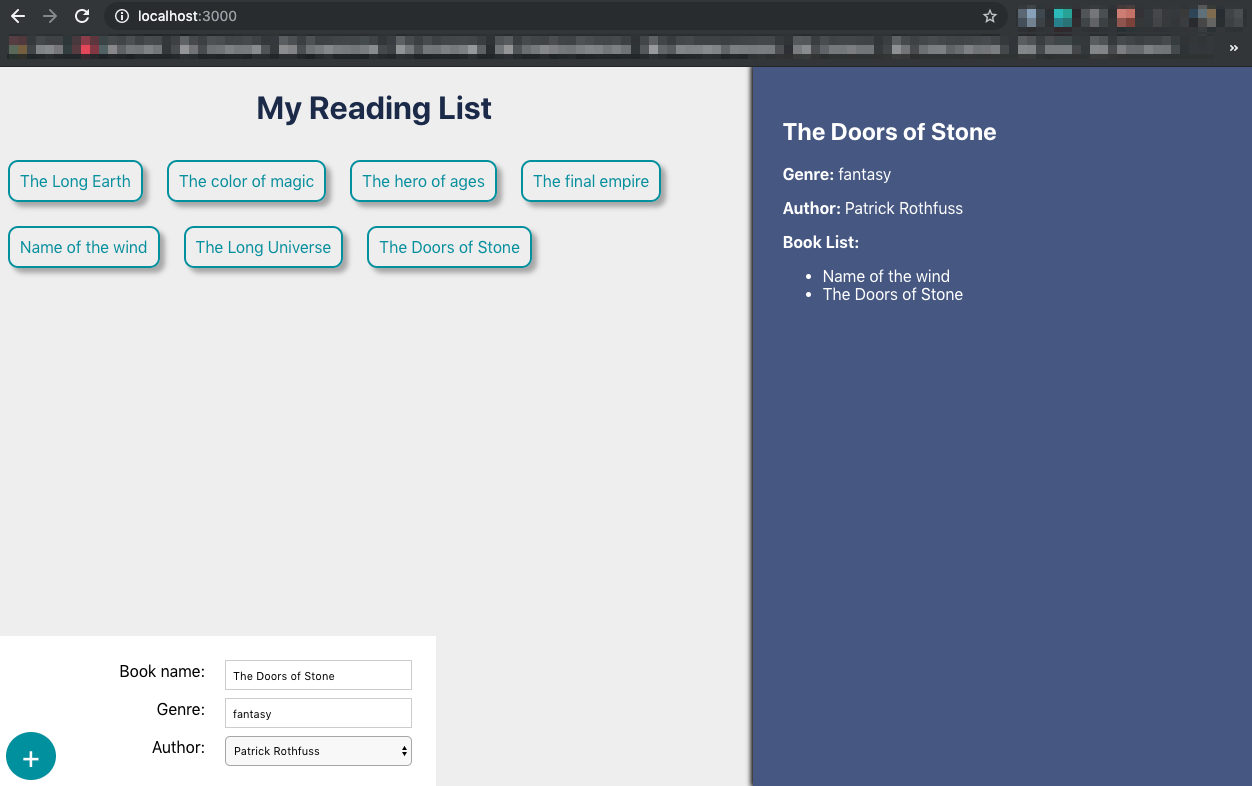 localhost:3000
»
My Reading List
The Long Earth
The color of magic
The hero of ages
The final empire
Name of the wind
The Long Universe
The Doors of Stone
Book name:
The Doors of Stone
Genre:
fantasy
Author:
Patrick Rothfuss
+
The Doors of Stone
Genre: fantasy
Author: Patrick Rothfuss
Book List:
• Name of the wind
• The Doors of Stone